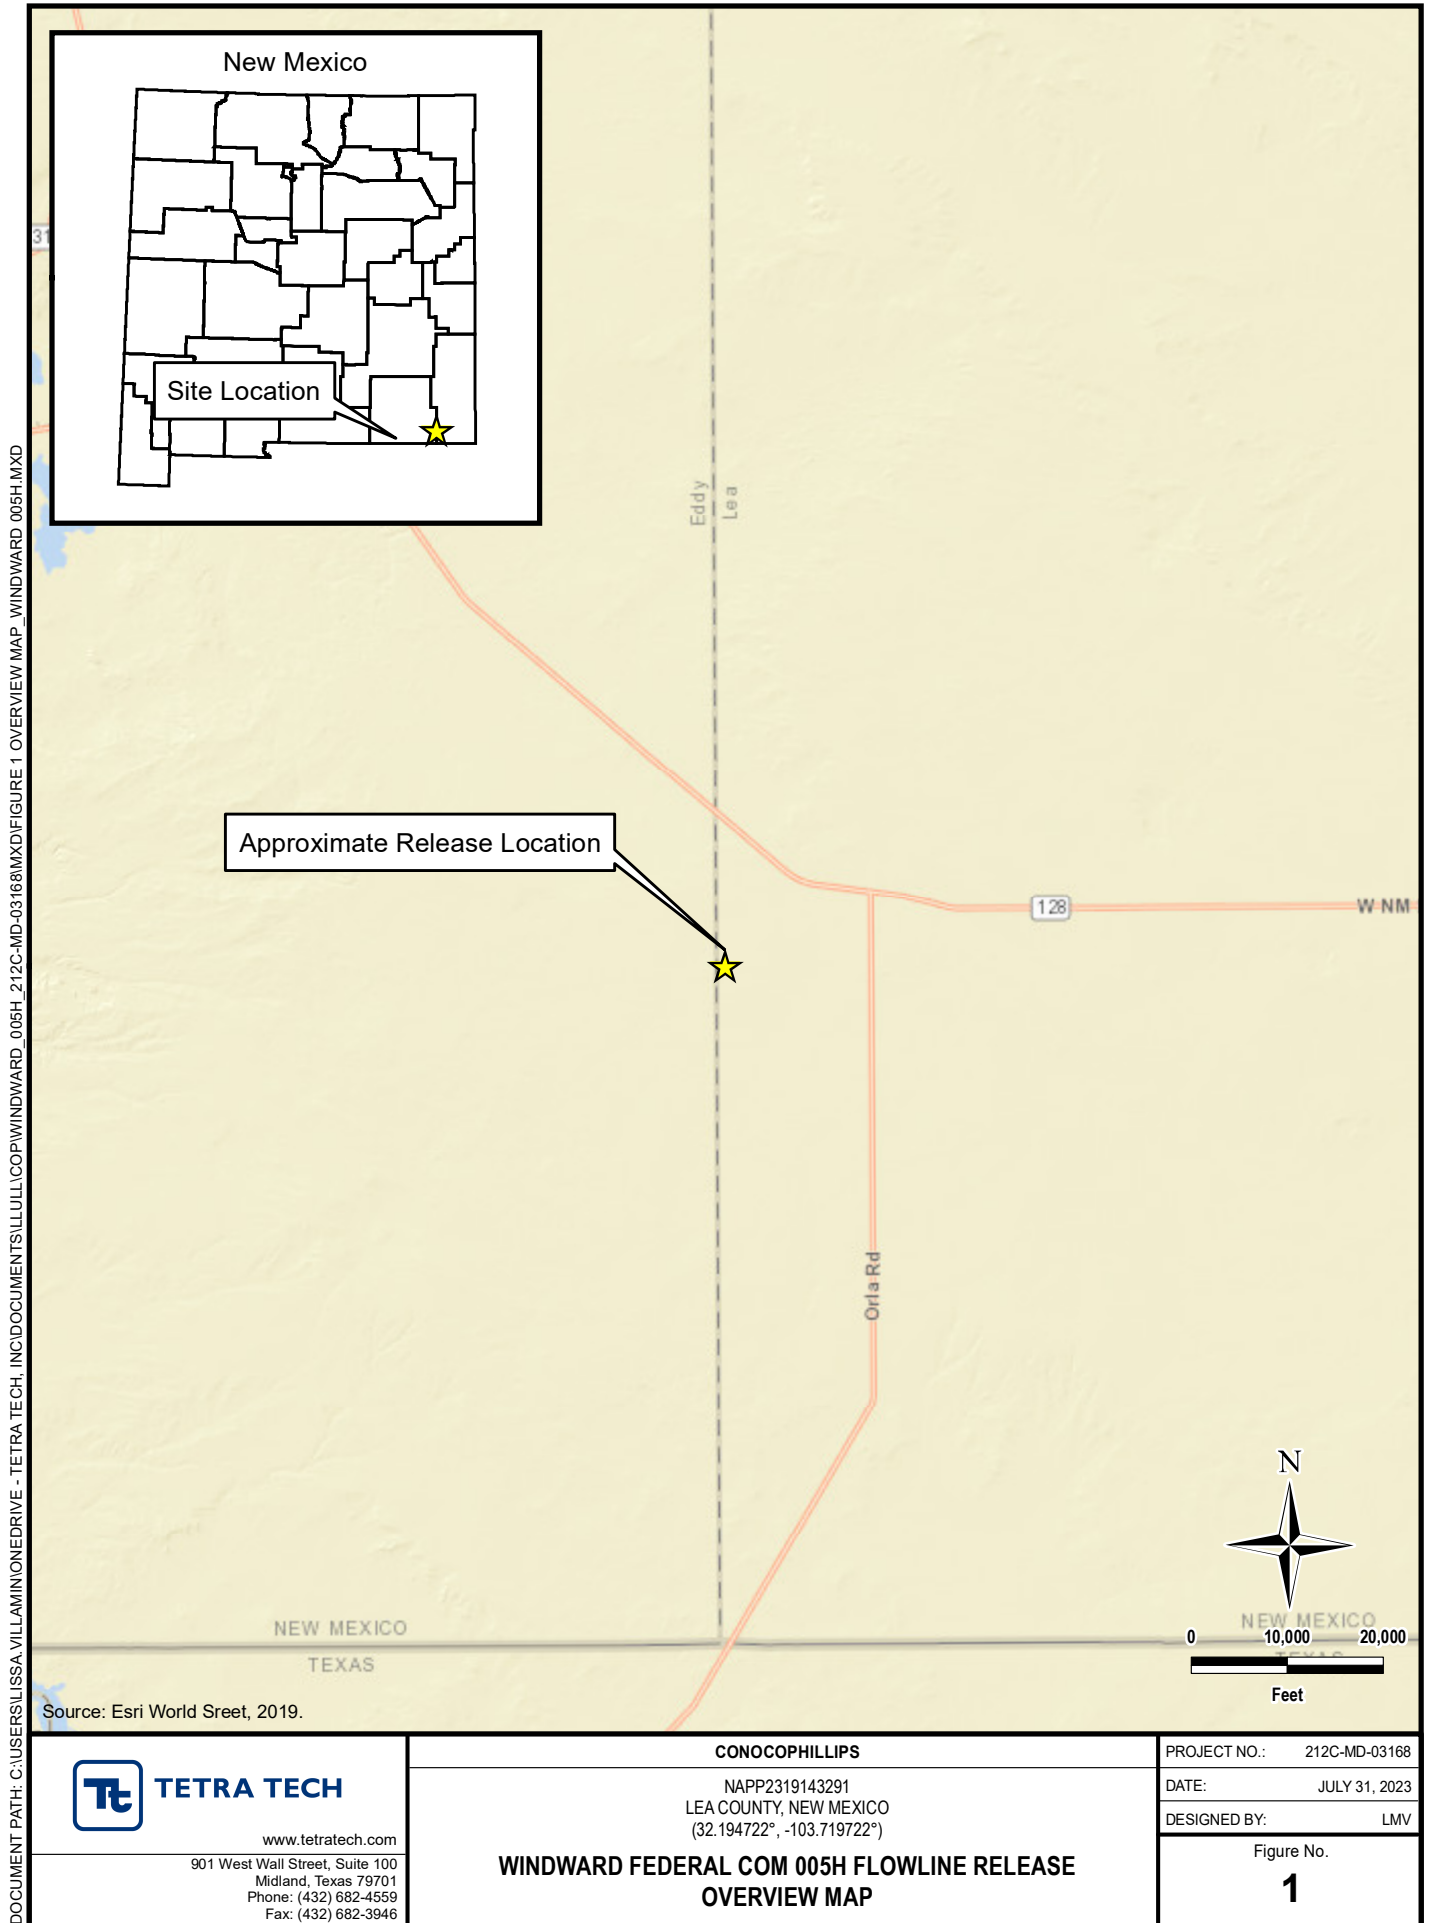 New Mexico
Site Location
31
Eddy
Lea
Approximate Release Location
128
W NM
Orla Rd
N
NEW MEXICO
TEXAS
NEW MEXICO
TEXAS
0 10,000 20,000
Feet
Source: Esri World Sreet, 2019.
DOCUMENT PATH: C:\USERS\LISSA.VILLAMIN\ONEDRIVE - TETRA TECH, INC\DOCUMENTS\LLULL\COP\WINDWARD_005H_212C-MD-03168\MXD\FIGURE 1 OVERVIEW MAP_WINDWARD 005H.MXD
Tt TETRA TECH
www.tetratech.com
901 West Wall Street, Suite 100
Midland, Texas 79701
Phone: (432) 682-4559
Fax: (432) 682-3946
CONOCOPHILLIPS
NAPP2319143291
LEA COUNTY, NEW MEXICO
(32.194722°, -103.719722°)
WINDWARD FEDERAL COM 005H FLOWLINE RELEASE
OVERVIEW MAP
PROJECT NO.: 212C-MD-03168
DATE: JULY 31, 2023
DESIGNED BY: LMV
Figure No.
1